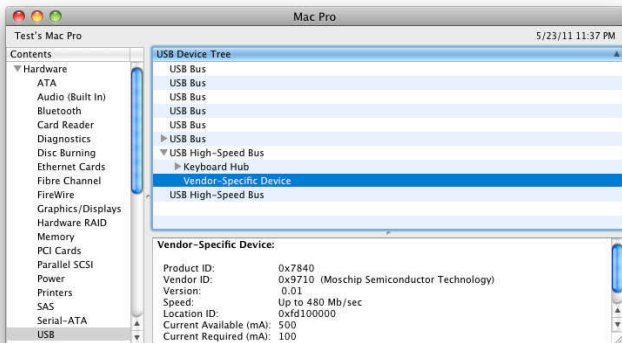 Mac Pro
Test's Mac Pro
5/23/11 11:37 PM
Contents
Hardware
ATA
Audio (Built In)
Bluetooth
Card Reader
Diagnostics
Disc Burning
Ethernet Cards
Fibre Channel
FireWire
Graphics/Displays
Hardware RAID
Memory
PCI Cards
Parallel SCSI
Power
Printers
SAS
Serial-ATA
USB
USB Device Tree
USB Bus
USB Bus
USB Bus
USB Bus
USB Bus
USB High-Speed Bus
Keyboard Hub
Vendor-Specific Device
USB High-Speed Bus
Vendor-Specific Device:
Product ID: 0x7840
Vendor ID: 0x9710 (Moschip Semiconductor Technology)
Version: 0.01
Speed: Up to 480 Mb/sec
Location ID: 0xfd100000
Current Available (mA): 500
Current Required (mA): 100